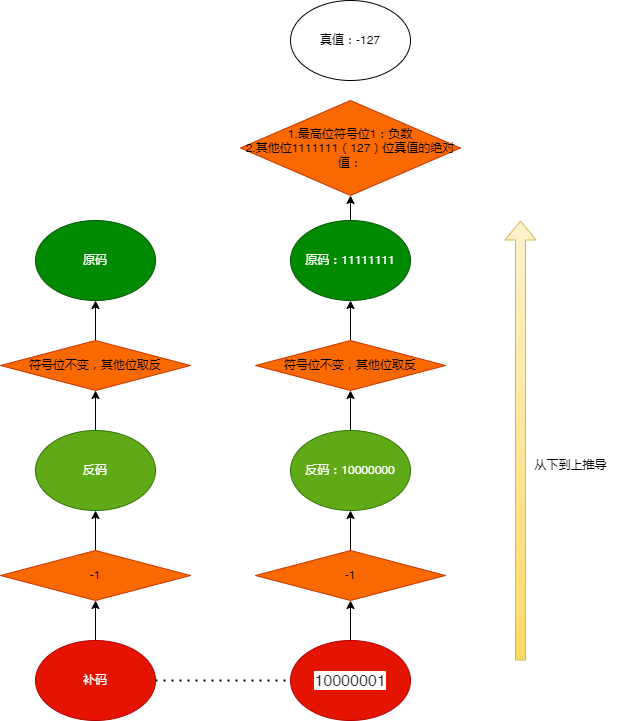 真值：-127
1.最高位符号位1：负数
2.其他位1111111（127）位真值的绝对
值：
原码
原码：11111111
符号位不变，其他位取反
符号位不变，其他位取反
反码
反码：10000000
从下到上推导
-1
-1
补码
10000001